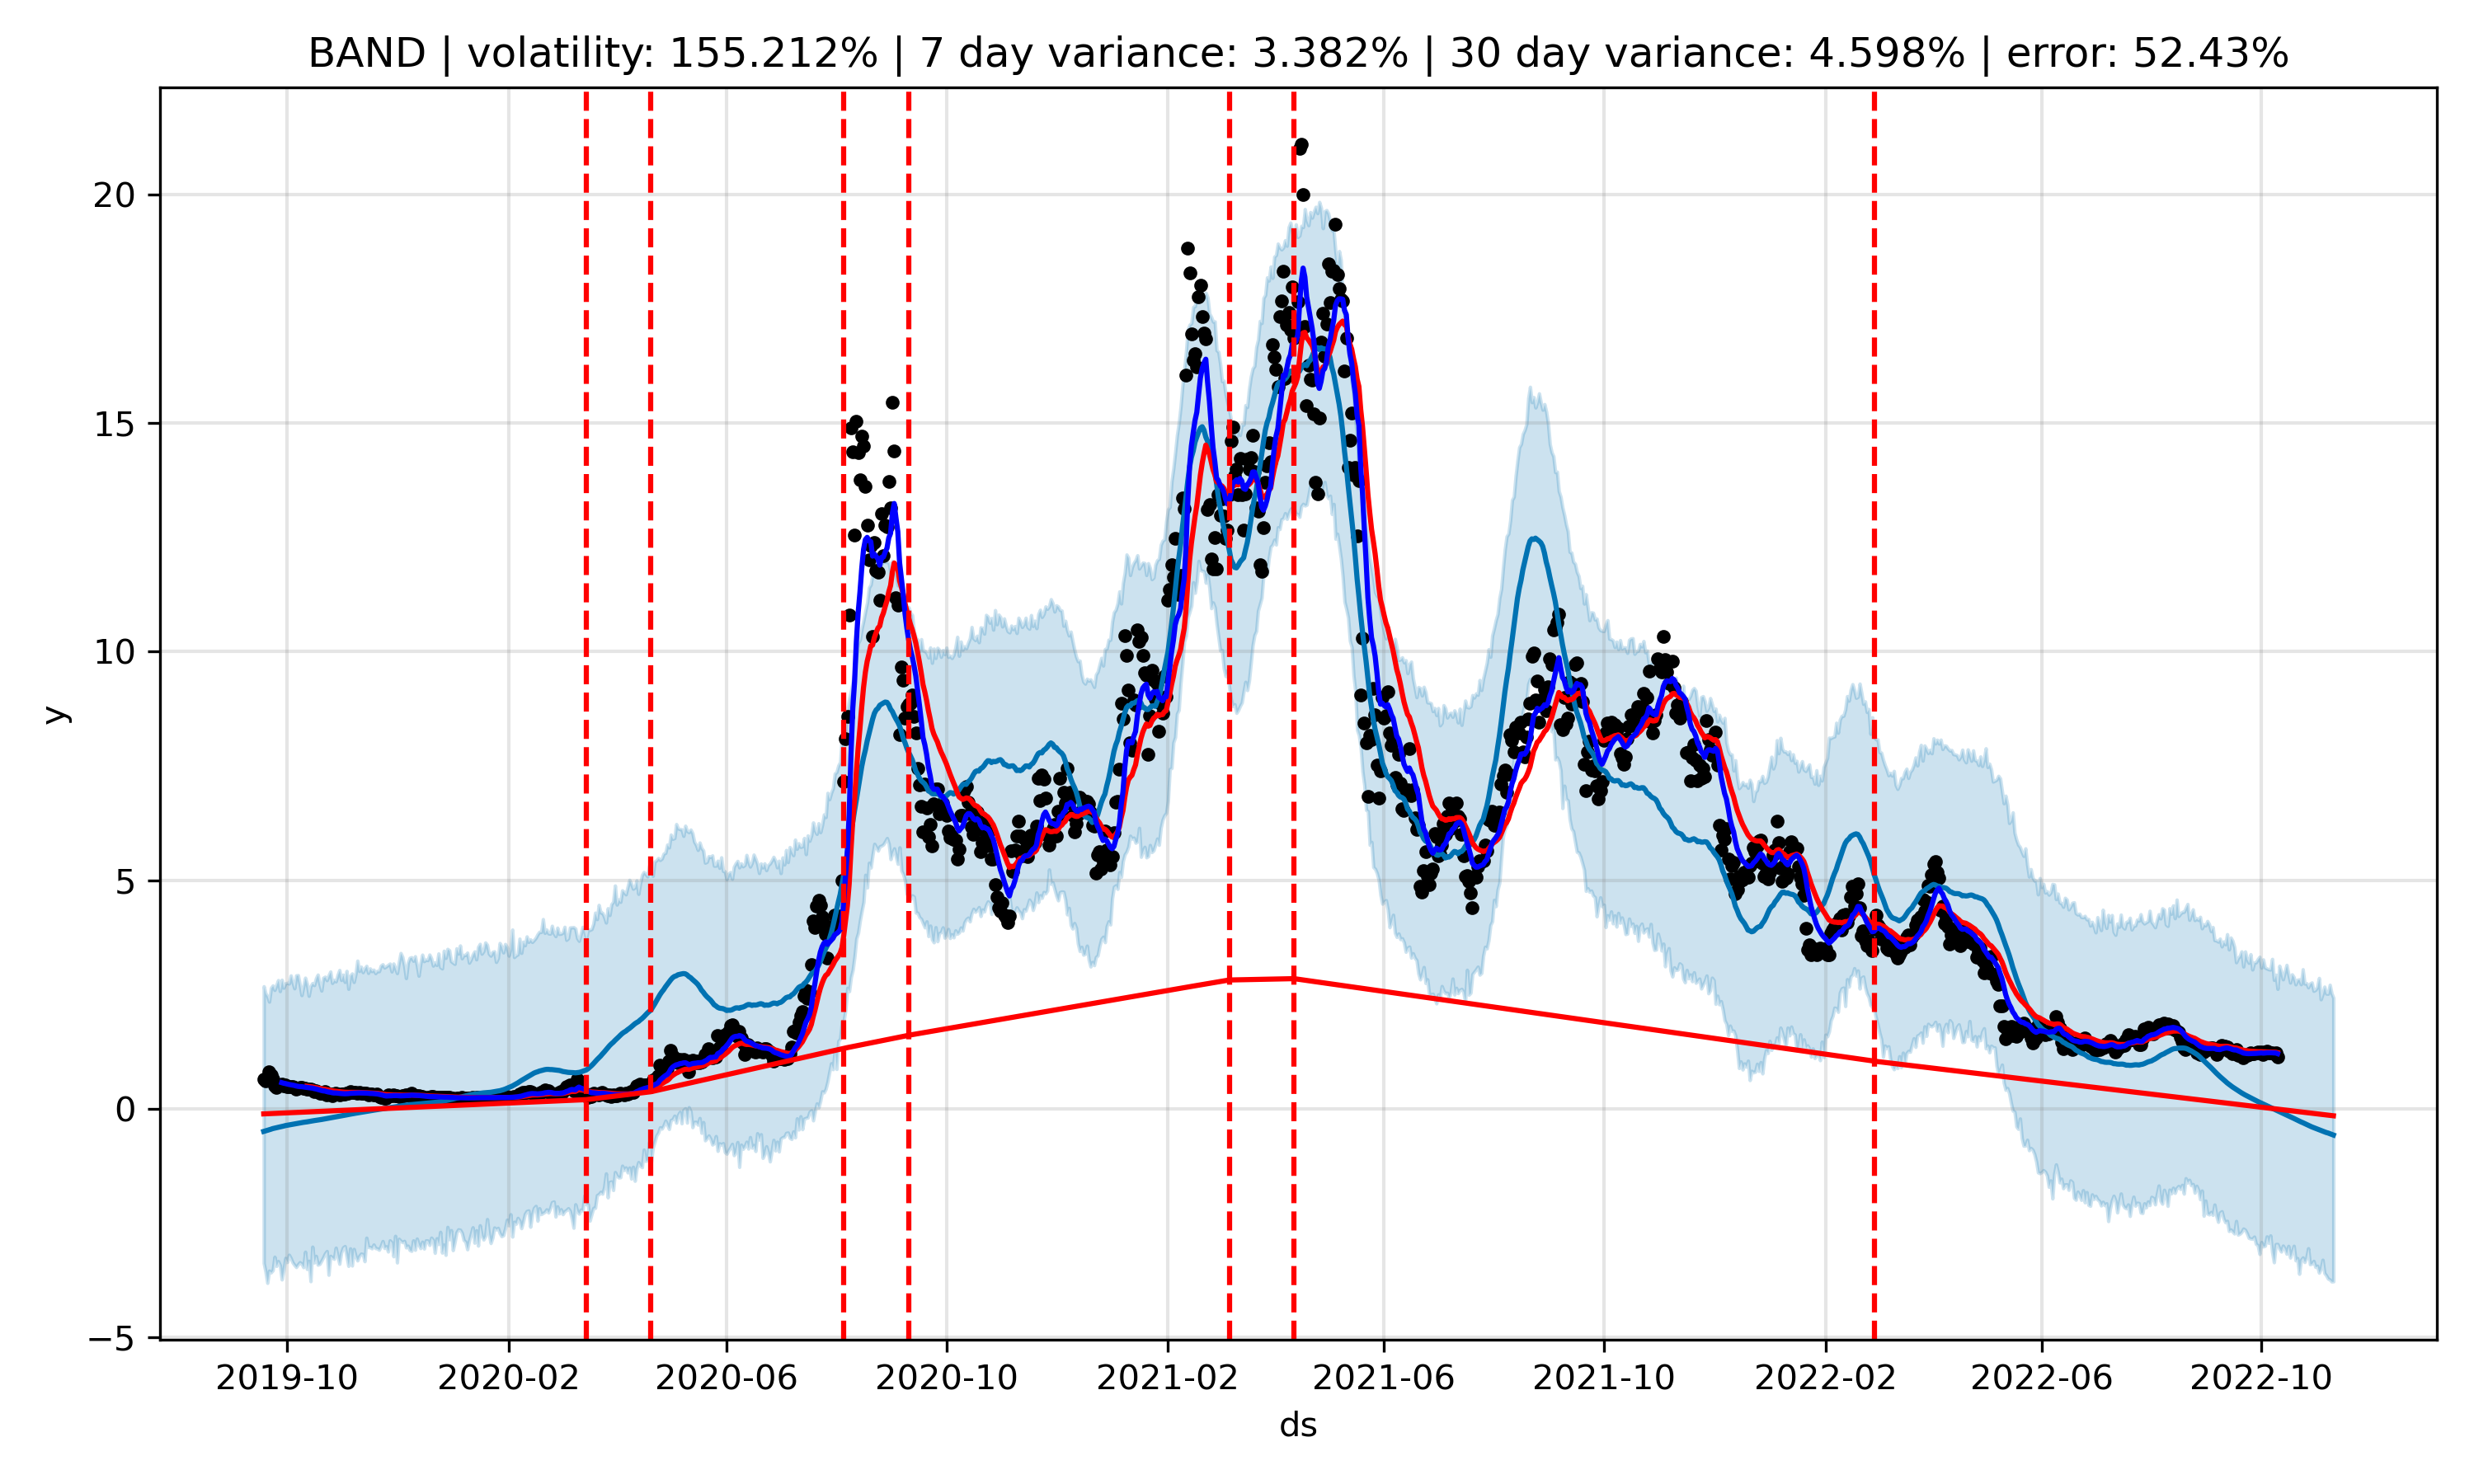 BAND | volatility: 155.212% | 7 day variance: 3.382% | 30 day variance: 4.598% | error: 52.43%
20
15
10
5
0
−5
y
2019-10 2020-02 2020-06 2020-10 2021-02 2021-06 2021-10 2022-02 2022-06 2022-10
ds